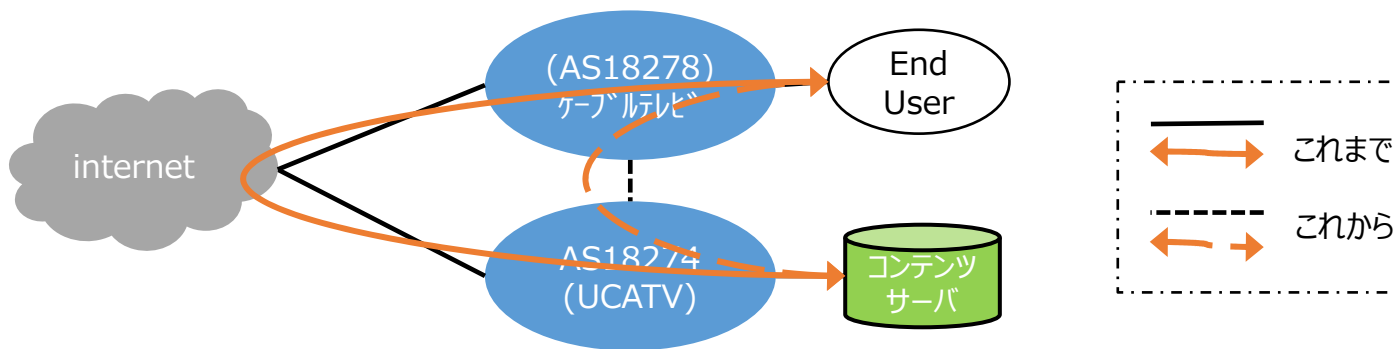 internet
(AS18278)
ケーブルテレビ
End
User
AS18274
(UCATV)
コンテンツ
サーバ
これまで
これから